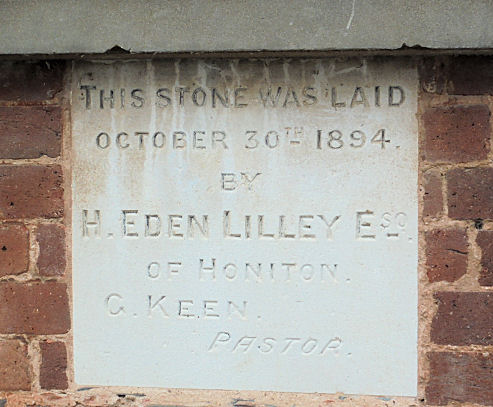 THIS STONE WAS LAID
OCTOBER 30TH 1894.
BY
H. EDEN LILLEY ESQ.
OF HONITON.
G. KEEN.
PASTOR.